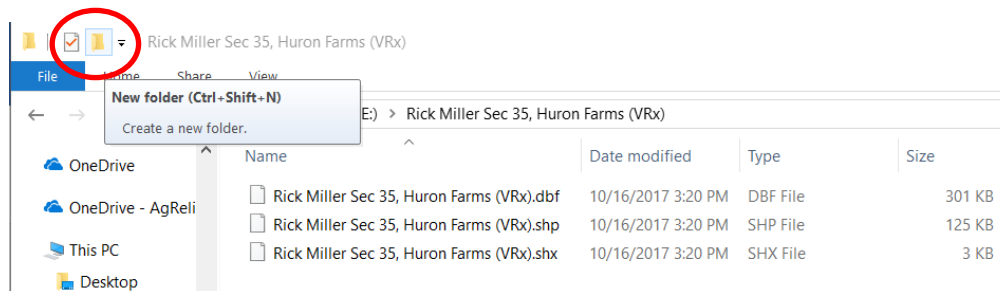 Rick Miller Sec 35, Huron Farms (VRx)
File Home Share View
New folder (Ctrl+Shift+N)
Create a new folder.
E:) > Rick Miller Sec 35, Huron Farms (VRx)
Name Date modified Type Size
OneDrive
OneDrive - AgReli
This PC
Desktop
Rick Miller Sec 35, Huron Farms (VRx).dbf 10/16/2017 3:20 PM DBF File 301 KB
Rick Miller Sec 35, Huron Farms (VRx).shp 10/16/2017 3:20 PM SHP File 125 KB
Rick Miller Sec 35, Huron Farms (VRx).shx 10/16/2017 3:20 PM SHX File 3 KB